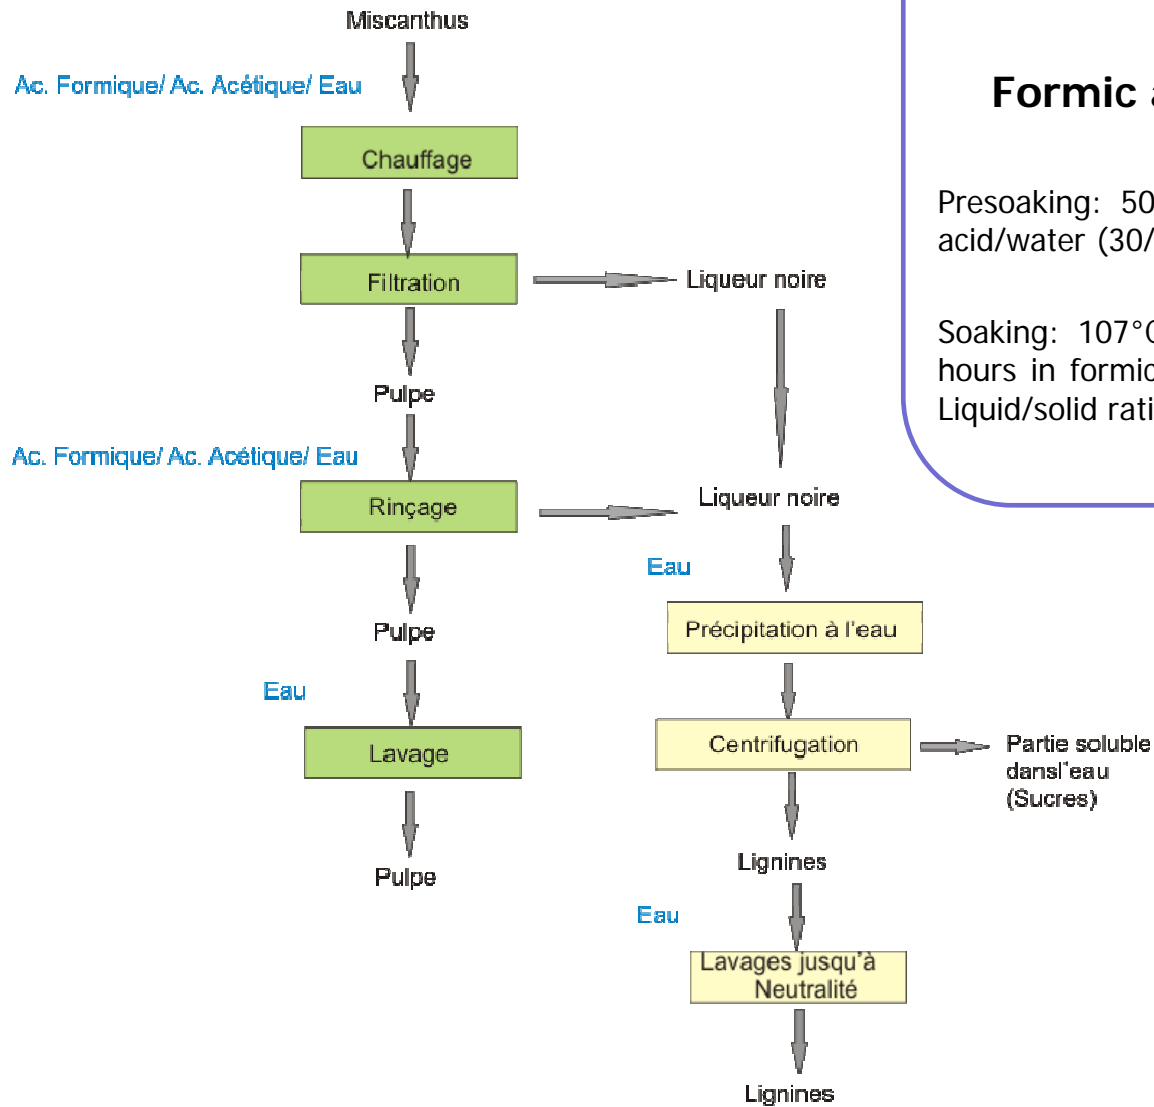 Miscanthus
Ac. Formique/ Ac. Acétique/ Eau
Chauffage
Filtration
Liqueur noire
Pulpe
Ac. Formique/ Ac. Acétique/ Eau
Rinçage
Liqueur noire
Eau
Précipitation à l'eau
Pulpe
Eau
Lavage
Centrifugation
Partie soluble
dansl'eau
(Sucres)
Pulpe
Lignines
Eau
Lavages jusqu'à
Neutralité
Lignines
Formic
Presoaking: 50
acid/water (30/
Soaking: 107°
hours in formic
Liquid/solid rati